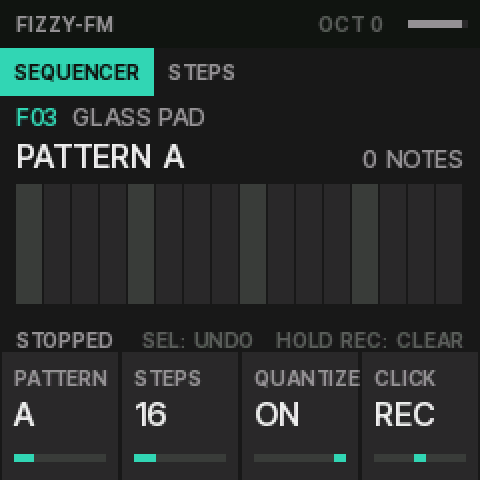 FIZZY-FM OCT 0
SEQUENCER STEPS
F03 GLASS PAD
PATTERN A 0 NOTES
STOPPED SEL: UNDO HOLD REC: CLEAR
PATTERN STEPS QUANTIZE CLICK
A 16 ON REC